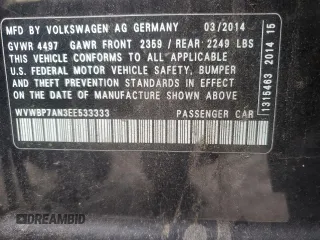 MFD BY VOLKSWAGEN AG GERMANY 03/2014
GVWR 4497 GAWR FRONT 2359 / REAR 2249 LBS
THIS VEHICLE CONFORMS TO ALL APPLICABLE
U.S. FEDERAL MOTOR VEHICLE SAFETY, BUMPER
AND THEFT PREVENTION STANDARDS IN EFFECT ON
THE DATE OF MANUFACTURE SHOWN ABOVE.
WVWBP7AN3EE533333 PASSENGER CAR
1315463 2014 15
DREAMBID